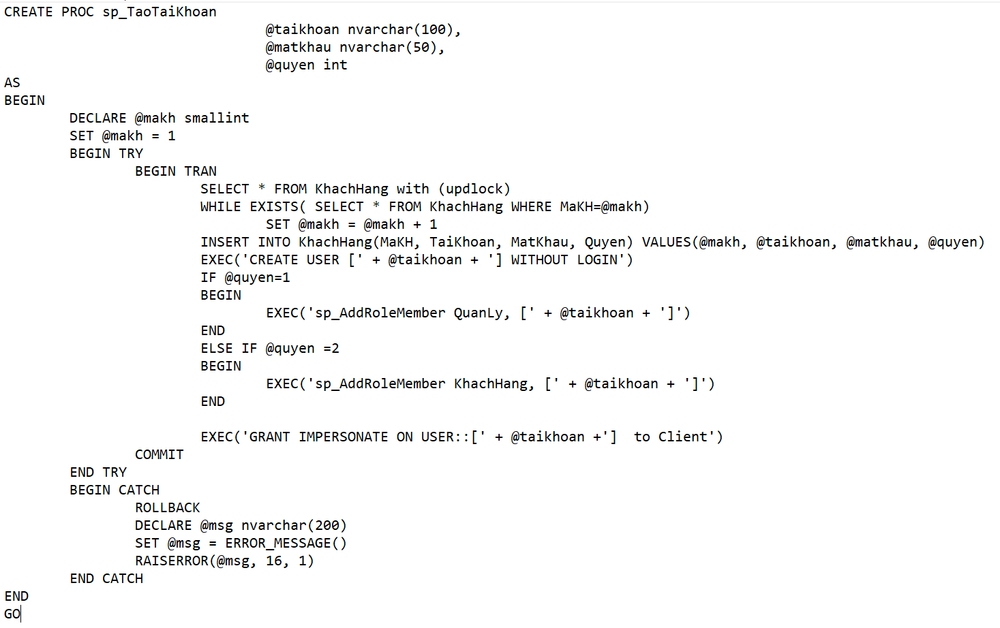 CREATE PROC sp_TaoTaiKhoan
@taikhoan nvarchar(100),
@matkhau nvarchar(50),
@quyen int
AS
BEGIN
DECLARE @makh smallint
SET @makh = 1
BEGIN TRY
BEGIN TRAN
SELECT * FROM KhachHang with (updlock)
WHILE EXISTS( SELECT * FROM KhachHang WHERE MaKH=@makh)
SET @makh = @makh + 1
INSERT INTO KhachHang(MaKH, TaiKhoan, MatKhau, Quyen) VALUES(@makh, @taikhoan, @matkhau, @quyen)
EXEC('CREATE USER [' + @taikhoan + '] WITHOUT LOGIN')
IF @quyen=1
BEGIN
EXEC('sp_AddRoleMember QuanLy, [' + @taikhoan + ']')
END
ELSE IF @quyen =2
BEGIN
EXEC('sp_AddRoleMember KhachHang, [' + @taikhoan + ']')
END
EXEC('GRANT IMPERSONATE ON USER::[' + @taikhoan +']  to Client')
COMMIT
END TRY
BEGIN CATCH
ROLLBACK
DECLARE @msg nvarchar(200)
SET @msg = ERROR_MESSAGE()
RAISERROR(@msg, 16, 1)
END CATCH
END
GO